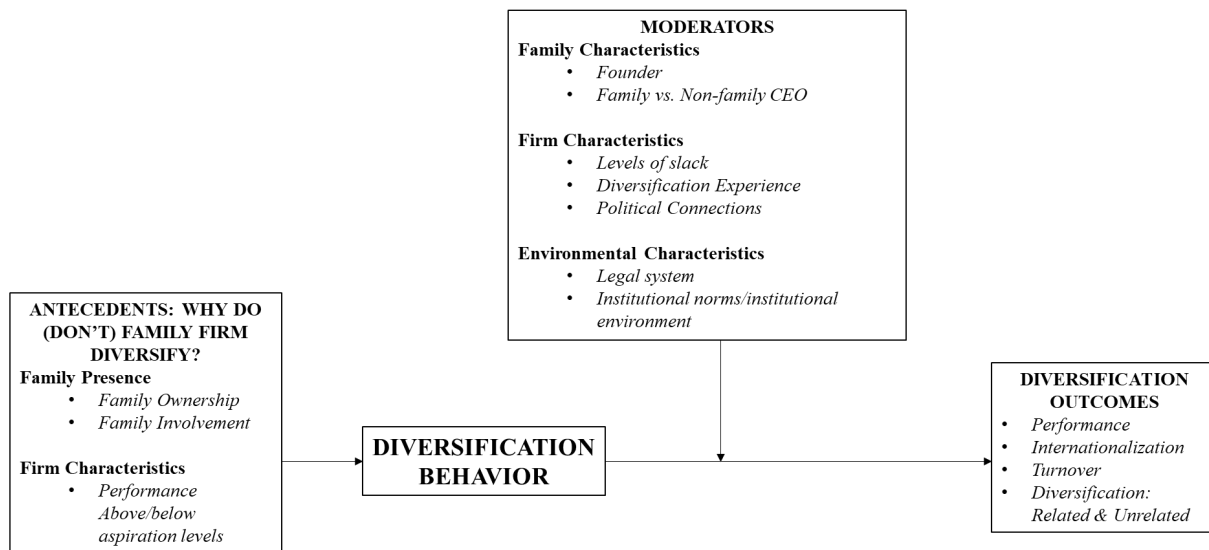 MODERATORS
Family Characteristics
• Founder
• Family vs. Non-family CEO
Firm Characteristics
• Levels of slack
• Diversification Experience
• Political Connections
Environmental Characteristics
• Legal system
• Institutional norms/institutional
environment
ANTECEDENTS: WHY DO
(DON'T) FAMILY FIRM
DIVERSIFY?
Family Presence
• Family Ownership
• Family Involvement
Firm Characteristics
• Performance
Above/below
aspiration levels
DIVERSIFICATION
BEHAVIOR
DIVERSIFICATION
OUTCOMES
• Performance
• Internationalization
• Turnover
• Diversification:
Related & Unrelated